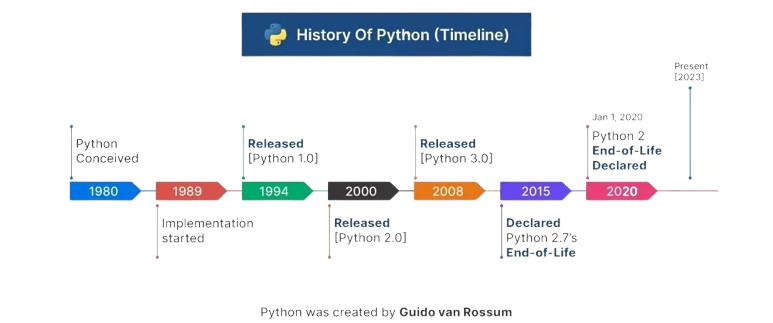 History Of Python (Timeline)
Present
[2023]
Jan 1, 2020
Python
Conceived
Released
[Python 1.0]
Released
[Python 3.0]
Python 2
End-of-Life
Declared
1980
1989
1994
2000
2008
2015
2020
Implementation
started
Released
[Python 2.0]
Declared
Python 2.7's
End-of-Life
Python was created by Guido van Rossum